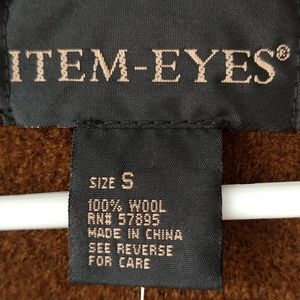 ITEM-EYES®
SIZE S
100% WOOL
RN# 57895
MADE IN CHINA
SEE REVERSE
FOR CARE